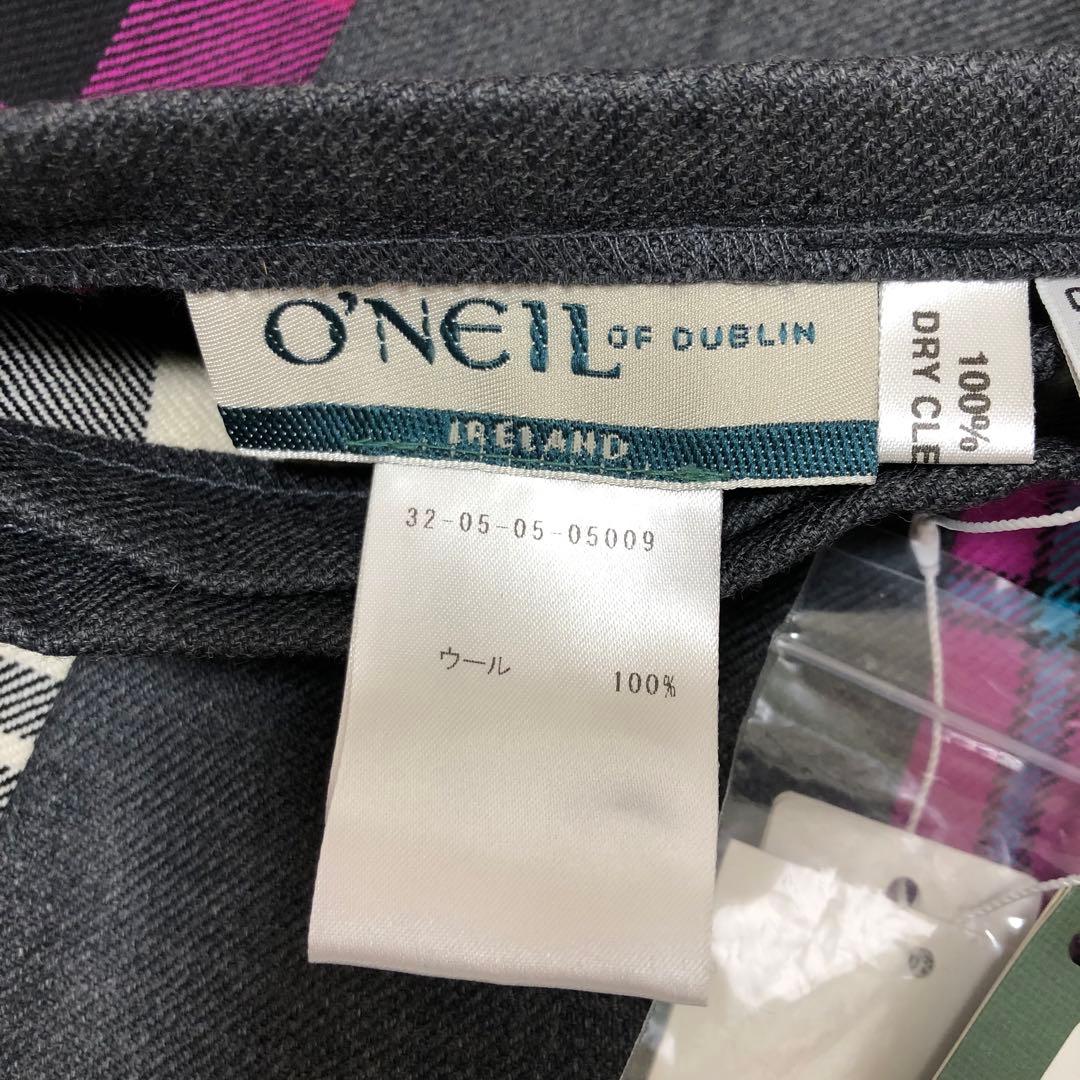 O'NEIL OF DUBLIN
IRELAND
100%
DRY CLE
32-05-05-05009
ウール 100%